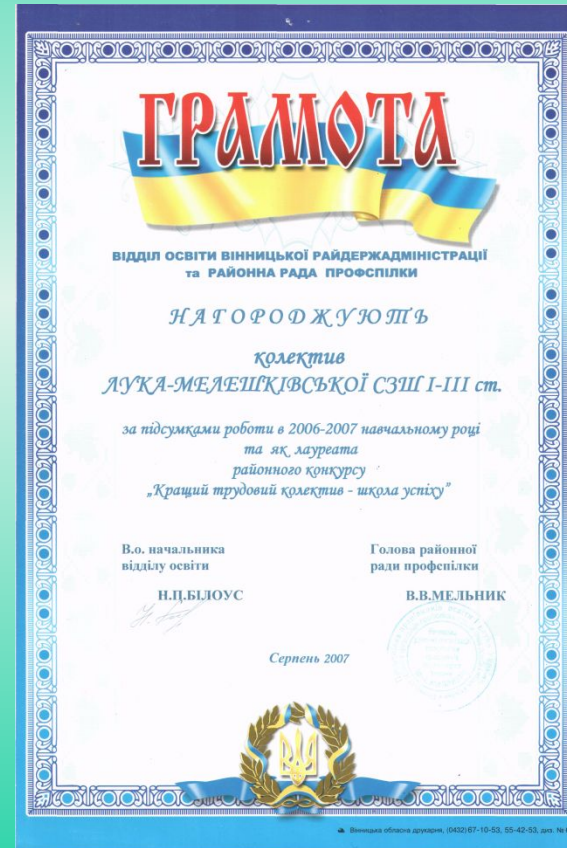 ГРАМОТА
ВІДДІЛ ОСВІТИ ВІННИЦЬКОЇ РАЙДЕРЖАДМІНІСТРАЦІЇ
та РАЙОННА РАДА ПРОФСПІЛКИ
НАГОРОДЖУЮТЬ
колектив
ЛУКА-МЕЛЕШКІВСЬКОЇ СЗШ І-ІІІ ст.
за підсумками роботи в 2006-2007 навчальному році
та як лауреата
районного конкурсу
„Кращий трудовий колектив - школа успіху”
В.о. начальника
відділу освіти
Н.Ц.БІЛОУС
Голова районної
ради профспілки
В.В.МЕЛЬНИК
Серпень 2007
Вінницька обласна друкарня, (0432) 67-10-53, 55-42-53, диз. №